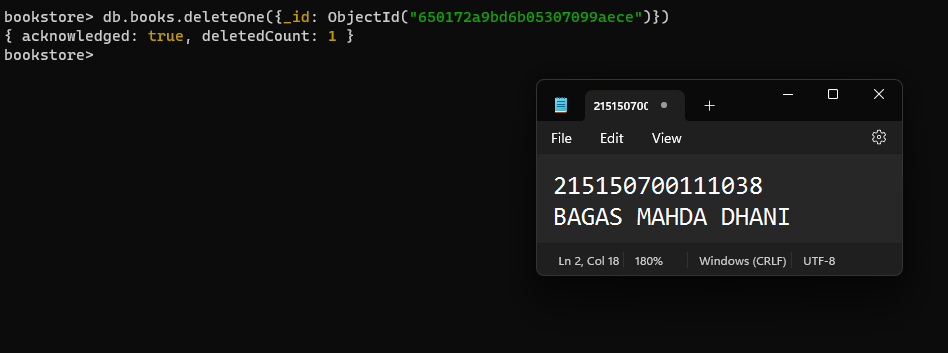 bookstore> db.books.deleteOne({_id: ObjectId("650172a9bd6b05307099aece")})
{ acknowledged: true, deletedCount: 1 }
bookstore>
215150700
File Edit View
215150700111038
BAGAS MAHDA DHANI
Ln 2, Col 18 180% Windows (CRLF) UTF-8